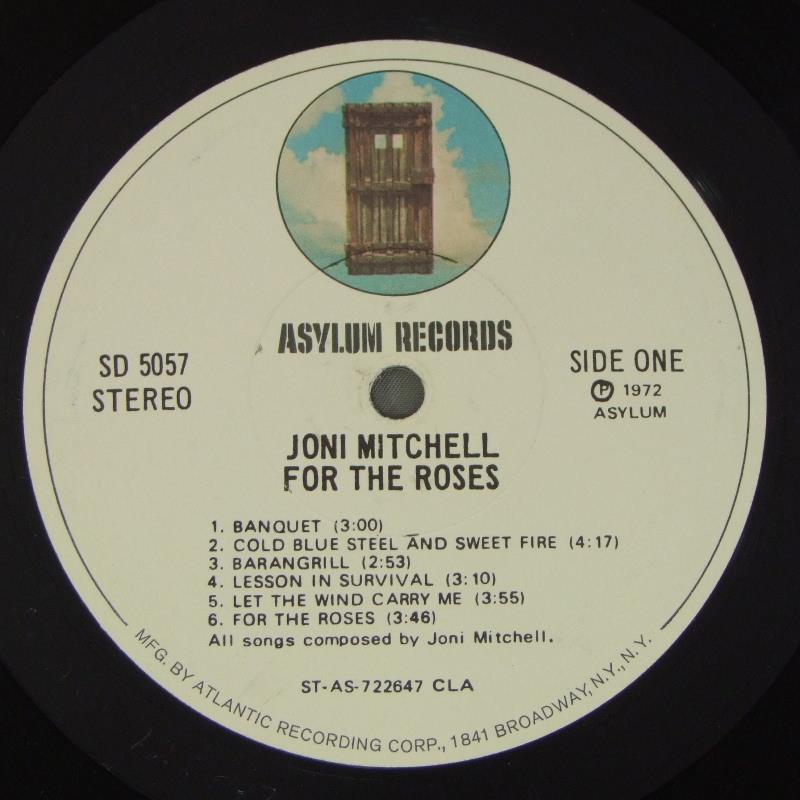 ASYLUM RECORDS
SD 5057
STEREO
SIDE ONE
Ⓟ 1972
ASYLUM
JONI MITCHELL
FOR THE ROSES
1. BANQUET (3:00)
2. COLD BLUE STEEL AND SWEET FIRE (4:17)
3. BARANGRILL (2:53)
4. LESSON IN SURVIVAL (3:10)
5. LET THE WIND CARRY ME (3:55)
6. FOR THE ROSES (3:46)
All songs composed by Joni Mitchell.
ST-AS-722647 CLA
MFG. BY ATLANTIC RECORDING CORP., 1841 BROADWAY, N.Y., N.Y.